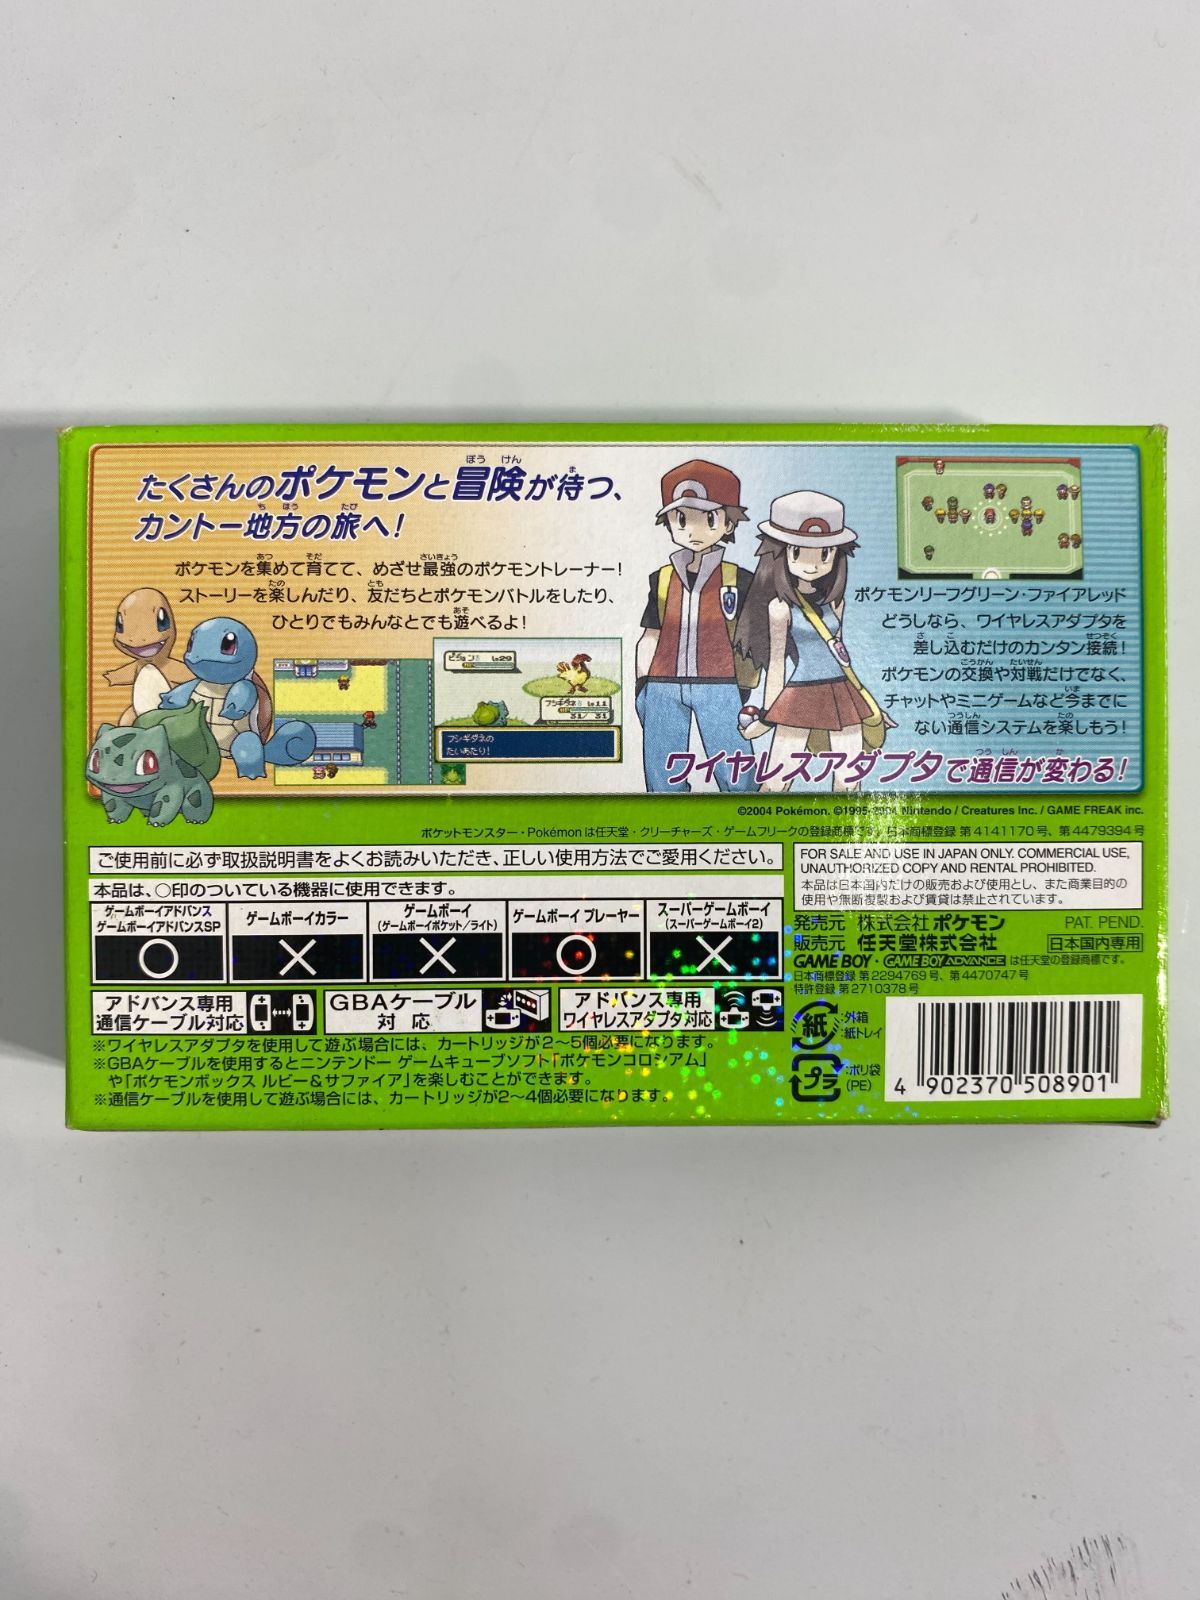 たくさんのポケモンと冒険が待つ、
カントー地方の旅へ!
ポケモンを集めて育てて、めざせ最強のポケモントレーナー!
ストーリーを楽しんだり、友だちとポケモンバトルをしたり、
ひとりでもみんなとでも遊べるよ!
ピジョン Lv29
フシギダネ Lv11
31/ 31
フシギダネの
たいあたり!
ポケモンリーフグリーン・ファイアレッド
どうしなら、ワイヤレスアダプタを
差し込むだけのカンタン接続!
ポケモンの交換や対戦だけでなく、
チャットやミニゲームなど今までに
ない通信システムを楽しもう!
ワイヤレスアダプタで通信が変わる!
©2004 Pokémon. ©1995-2004 Nintendo / Creatures Inc. / GAME FREAK inc.
ポケットモンスター・Pokémon は任天堂・クリーチャーズ・ゲームフリークの登録商標です。日本商標登録 第4141170号、第4479394号
ご使用前に必ず取扱説明書をよくお読みいただき、正しい使用方法でご愛用ください。
本品は、○印のついている機器に使用できます。
ゲームボーイアドバンス
ゲームボーイアドバンスSP
○
ゲームボーイカラー
×
ゲームボーイ
(ゲームボーイポケット/ライト)
×
ゲームボーイ プレーヤー
○
スーパーゲームボーイ
(スーパーゲームボーイ2)
×
アドバンス専用
通信ケーブル対応
GBAケーブル
対応
アドバンス専用
ワイヤレスアダプタ対応
※ワイヤレスアダプタを使用して遊ぶ場合には、カートリッジが2〜5個必要になります。
※GBAケーブルを使用するとニンテンドー ゲームキューブソフト「ポケモンコロシアム」
や「ポケモンボックス ルビー&サファイア」を楽しむことができます。
※通信ケーブルを使用して遊ぶ場合には、カートリッジが2〜4個必要になります。
FOR SALE AND USE IN JAPAN ONLY. COMMERCIAL USE,
UNAUTHORIZED COPY AND RENTAL PROHIBITED.
本品は日本国内だけの販売および使用とし、また商業目的の
使用や無断複製および賃貸は禁止されています。
発売元 株式会社 ポケモン PAT. PEND.
販売元 任天堂株式会社 日本国内専用
GAME BOY・GAME BOY ADVANCE は任天堂の登録商標です。
日本商標登録 第2294769号、第4470747号
特許登録 第2710378号
紙 :外箱
:紙トレイ
プラ :ポリ袋
(PE)
4 902370 508901